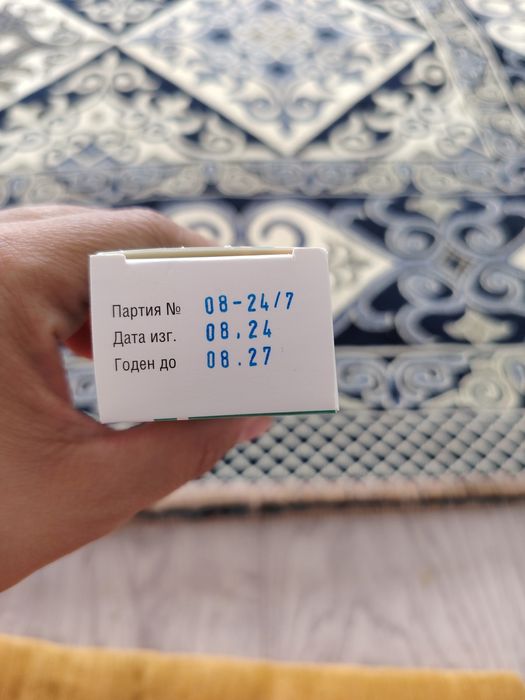 Партия № 08-24/7
Дата изг. 08.24
Годен до 08.27